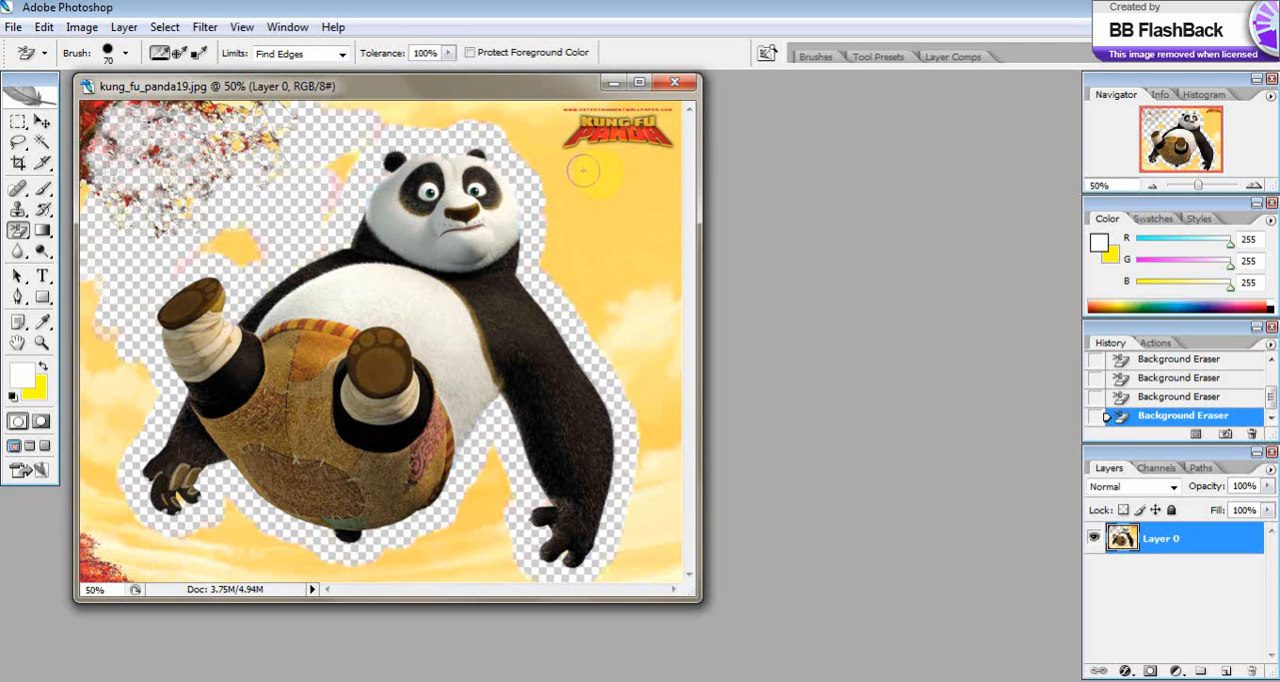 Adobe Photoshop
Created by
BB FlashBack
This image removed when licensed
File Edit Image Layer Select Filter View Window Help
Brush: 70 Limits: Find Edges Tolerance: 100% Protect Foreground Color
Brushes Tool Presets Layer Comps
kung_fu_panda19.jpg @ 50% (Layer 0, RGB/8#)
KUNG FU
PANDA
50% Doc: 3.75M/4.94M
Navigator Info Histogram
50%
Color Swatches Styles
R 255
G 255
B 255
History Actions
Background Eraser
Background Eraser
Background Eraser
Background Eraser
Layers Channels Paths
Normal Opacity: 100%
Lock: Fill: 100%
Layer 0